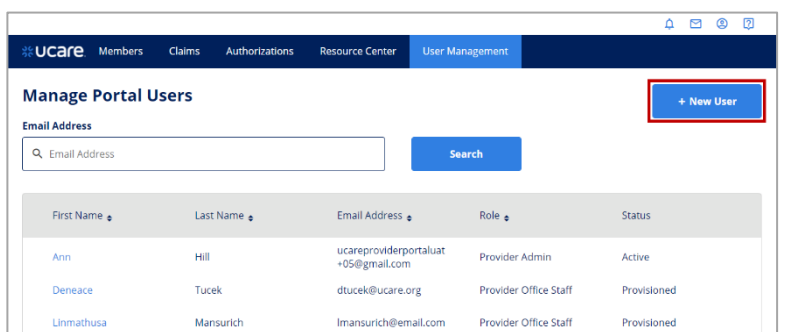 ucare. Members Claims Authorizations Resource Center User Management
Manage Portal Users
+ New User
Email Address
Email Address
Search
First Name Last Name Email Address Role Status
Ann Hill ucareproviderportaluat
+05@gmail.com Provider Admin Active
Deneace Tucek dtucek@ucare.org Provider Office Staff Provisioned
Linmathusa Mansurich lmansurich@email.com Provider Office Staff Provisioned